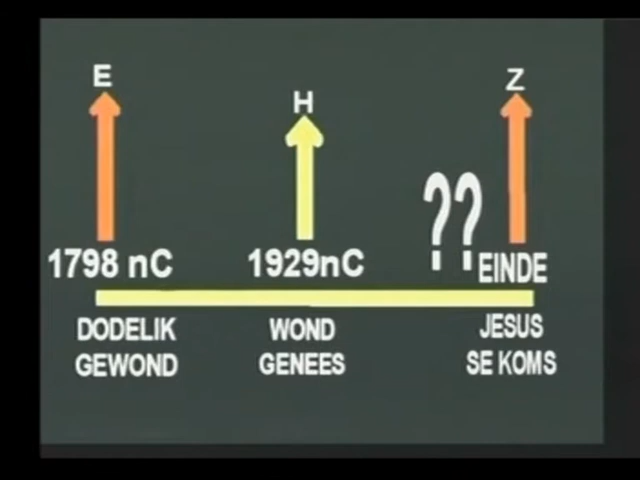 E
H
Z
??
1798 nC
1929nC
EINDE
DODELIK
GEWOND
WOND
GENEES
JESUS
SE KOMS